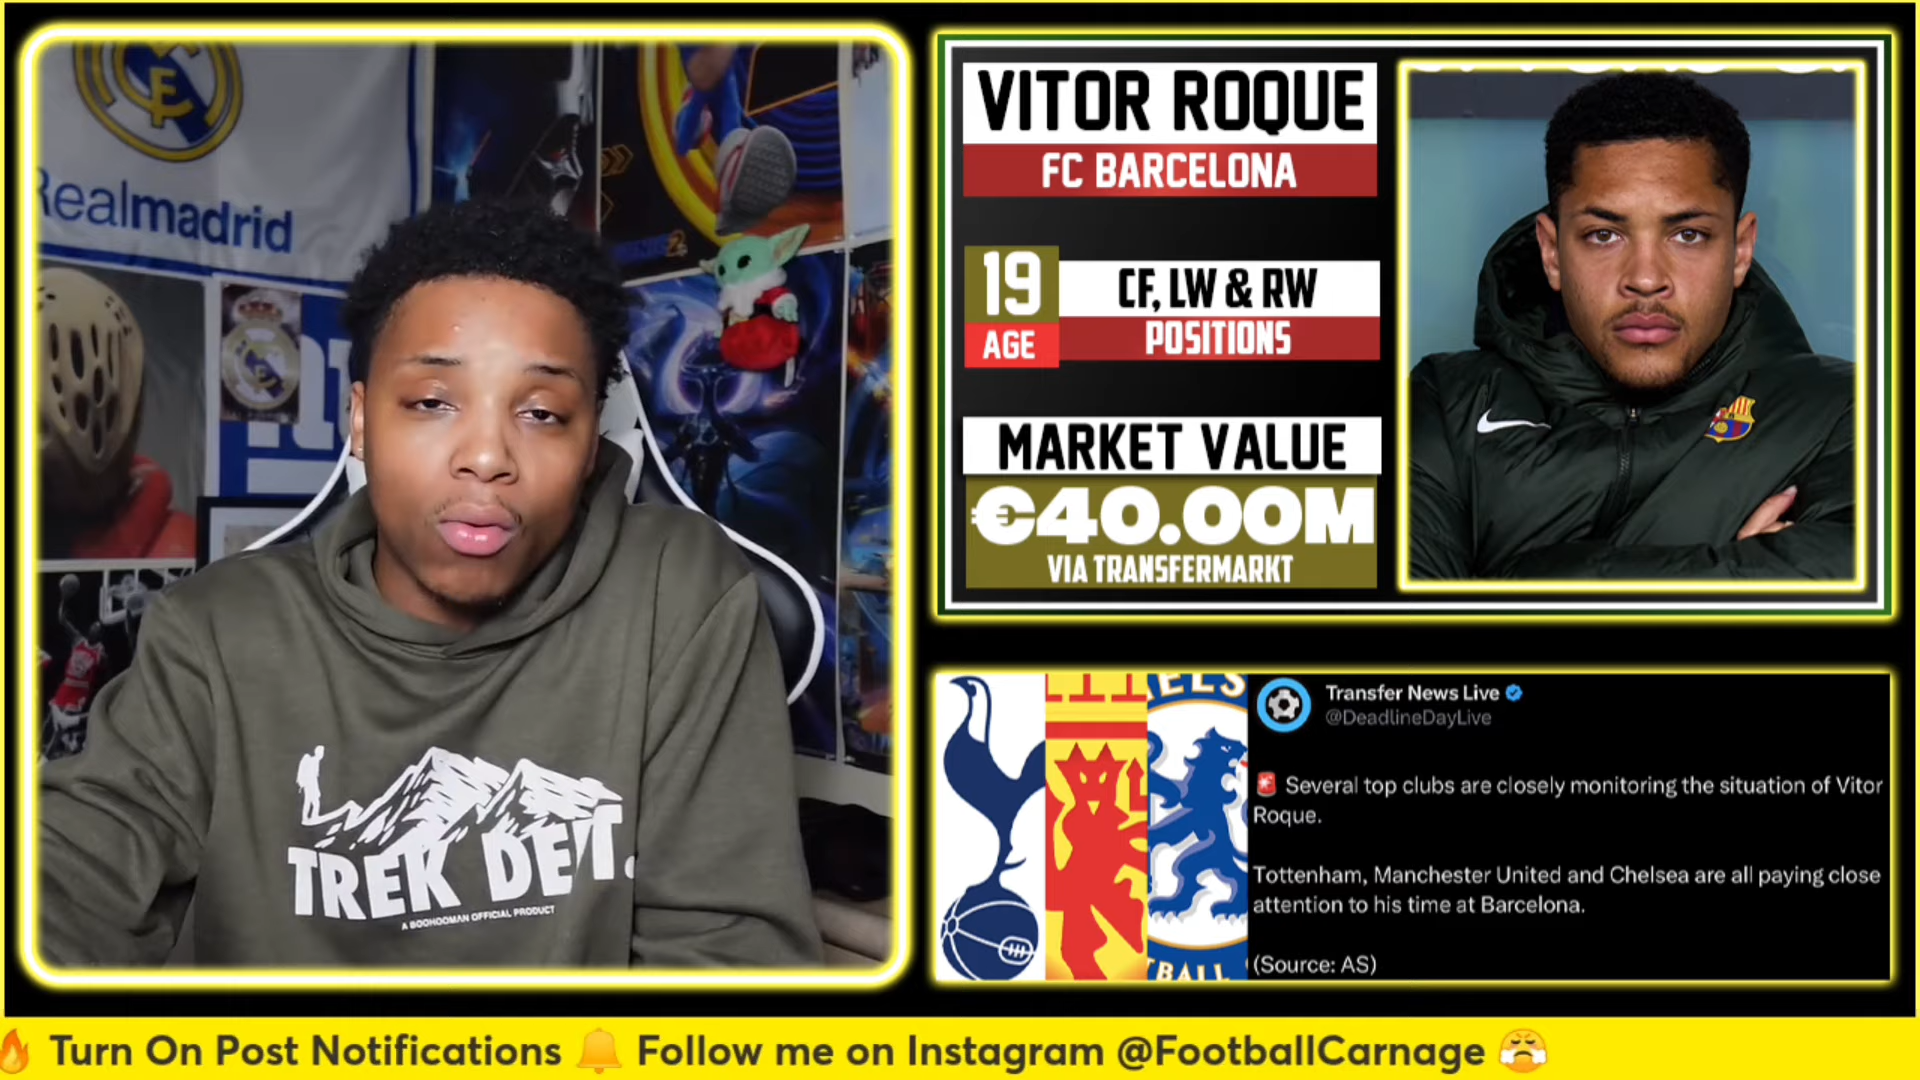 Realmadrid
TREK DEPT.
A BOOHOOMAN OFFICIAL PRODUCT
VITOR ROQUE
FC BARCELONA
19
AGE
CF, LW & RW
POSITIONS
MARKET VALUE
€40.00M
VIA TRANSFERMARKT
Transfer News Live
@DeadlineDayLive
🚨 Several top clubs are closely monitoring the situation of Vitor
Roque.
Tottenham, Manchester United and Chelsea are all paying close
attention to his time at Barcelona.
(Source: AS)
🔥 Turn On Post Notifications 🔔 Follow me on Instagram @FootballCarnage 😤